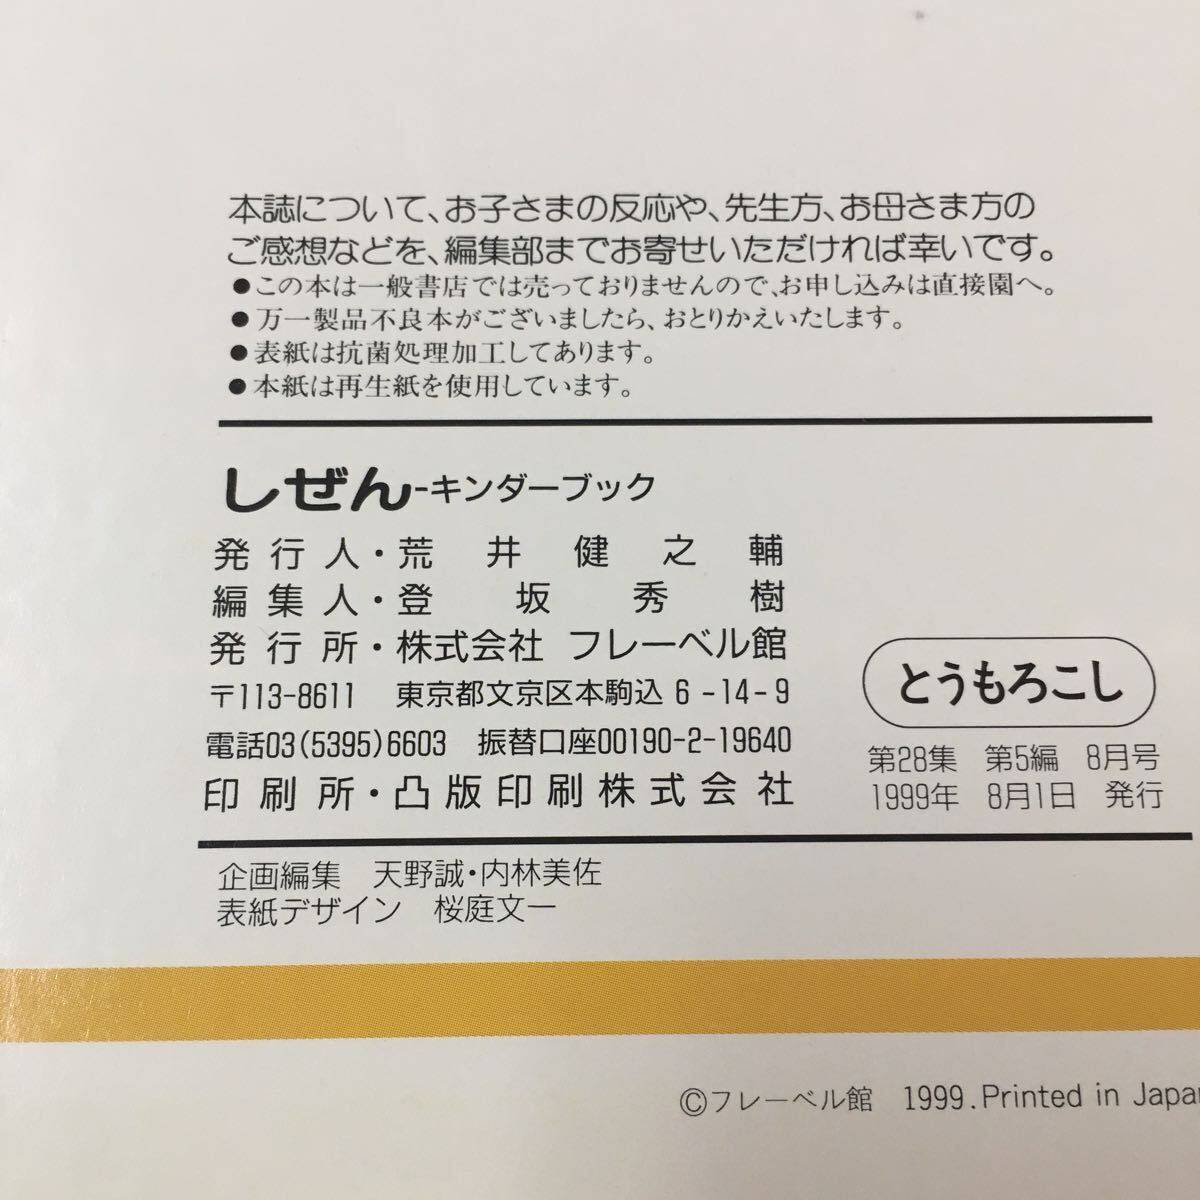 本誌について、お子さまの反応や、先生方、お母さま方の
ご感想などを、編集部までお寄せいただければ幸いです。
●この本は一般書店では売っておりませんので、お申し込みは直接園へ。
●万一製品不良本がございましたら、おとりかえいたします。
●表紙は抗菌処理加工してあります。
●本紙は再生紙を使用しています。
しぜん-キンダーブック
発行人・荒井健之輔
編集人・登坂秀樹
発行所・株式会社 フレーベル館
〒113-8611 東京都文京区本駒込6-14-9
電話03(5395)6603 振替口座00190-2-19640
印刷所・凸版印刷株式会社
とうもろこし
第28集 第5編 8月号
1999年 8月1日 発行
企画編集 天野誠・内林美佐
表紙デザイン 桜庭文一
©フレーベル館 1999.Printed in Japan